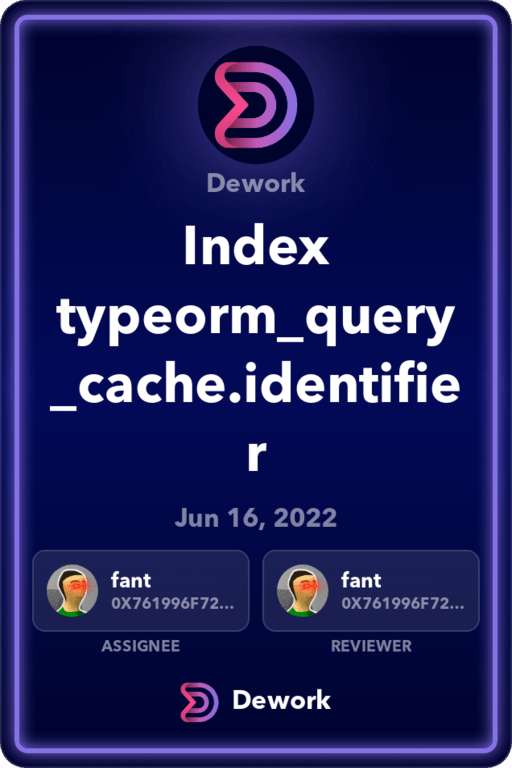 Dework
Index
typeorm_query
_cache.identifie
r
Jun 16, 2022
fant
0X761996F72...
ASSIGNEE
fant
0X761996F72...
REVIEWER
Dework